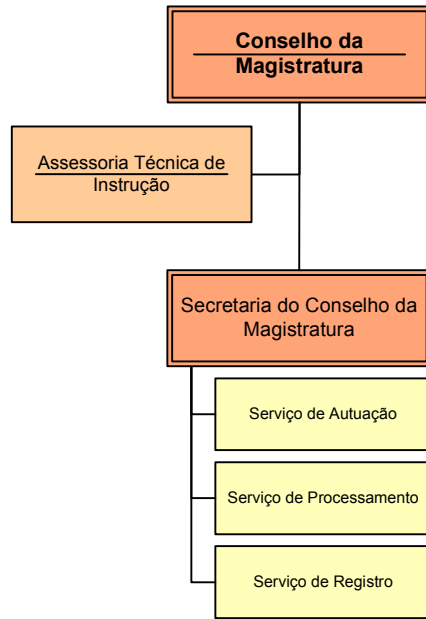 Conselho da
Magistratura
Assessoria Técnica de
Instrução
Secretaria do Conselho da
Magistratura
Serviço de Autuação
Serviço de Processamento
Serviço de Registro